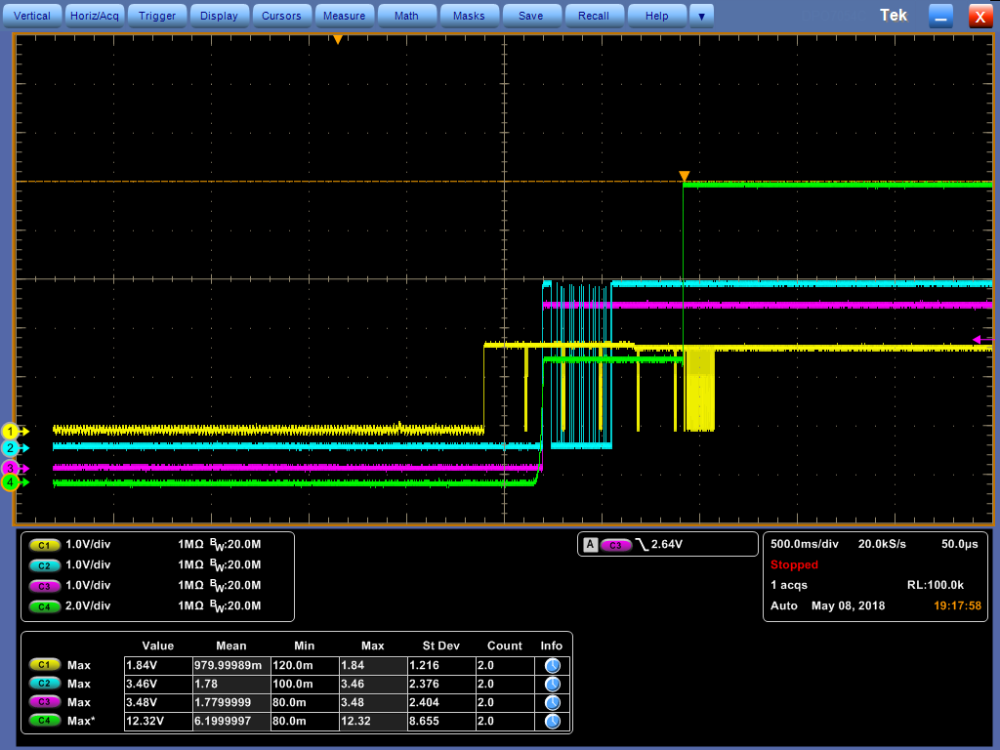 Vertical Horiz/Acq Trigger Display Cursors Measure Math Masks Save Recall Help Tek X
1
2
3
4
C1 1.0V/div 1MΩ BW:20.0M
C2 1.0V/div 1MΩ BW:20.0M
C3 1.0V/div 1MΩ BW:20.0M
C4 2.0V/div 1MΩ BW:20.0M
A C3 2.64V
500.0ms/div 20.0kS/s 50.0µs
Stopped
1 acqs RL:100.0k
Auto May 08, 2018 19:17:58
Value Mean Min Max St Dev Count Info
C1 Max 1.84V 979.99989m 120.0m 1.84 1.216 2.0
C2 Max 3.46V 1.78 100.0m 3.46 2.376 2.0
C3 Max 3.48V 1.7799999 80.0m 3.48 2.404 2.0
C4 Max* 12.32V 6.1999997 80.0m 12.32 8.655 2.0